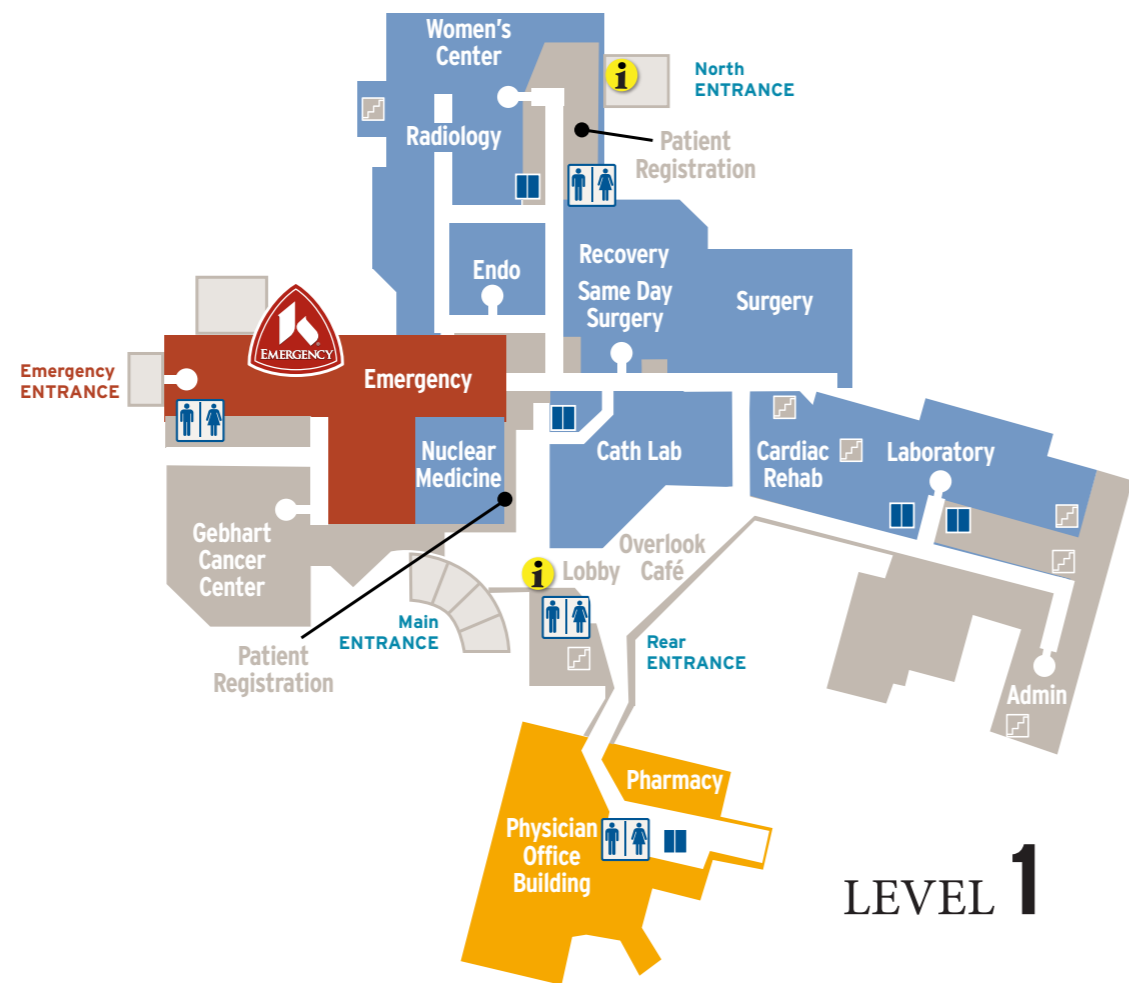 Women's
Center
North
ENTRANCE
i
Radiology
Patient
Registration
Recovery
Endo
Same Day
Surgery
Surgery
EMERGENCY
Emergency
ENTRANCE
Emergency
Nuclear
Medicine
Cath Lab
Cardiac
Rehab
Laboratory
Gebhart
Cancer
Center
Overlook
Café
i
Lobby
Main
ENTRANCE
Patient
Registration
Rear
ENTRANCE
Admin
Pharmacy
Physician
Office
Building
LEVEL 1